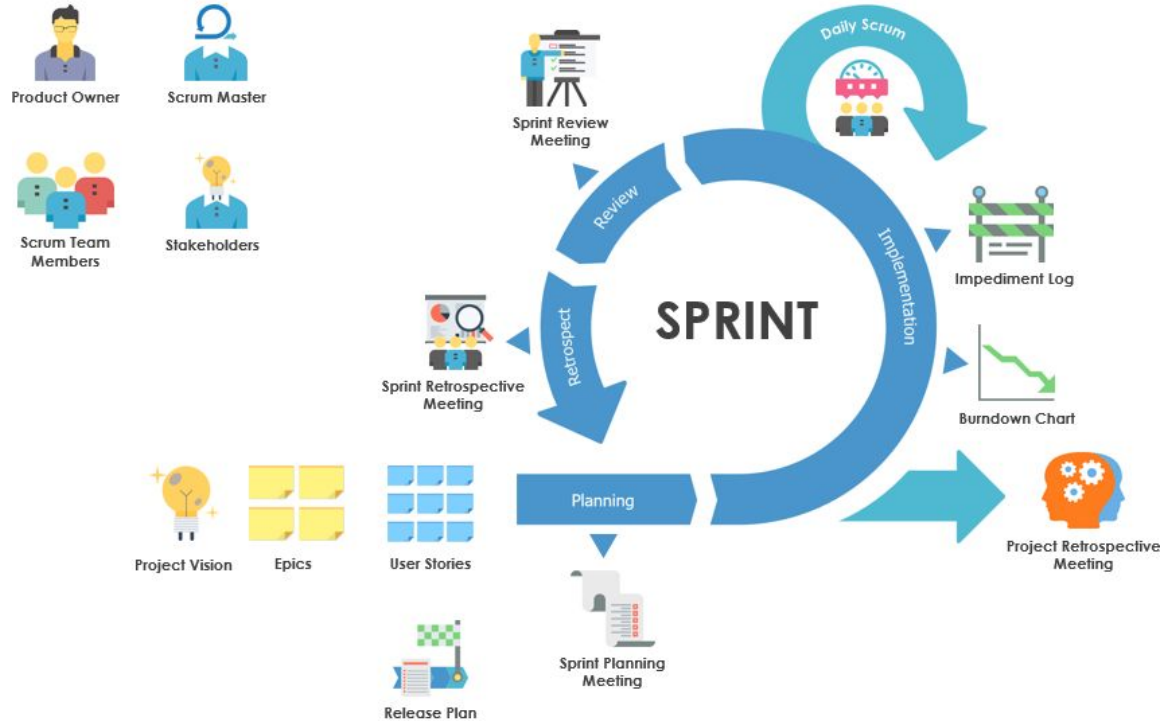 Product Owner
Scrum Master
Scrum Team
Members
Stakeholders
Sprint Review
Meeting
Daily Scrum
Review
Implementation
Retrospect
SPRINT
Impediment Log
Sprint Retrospective
Meeting
Burndown Chart
Planning
Project Vision
Epics
User Stories
Project Retrospective
Meeting
Sprint Planning
Meeting
Release Plan